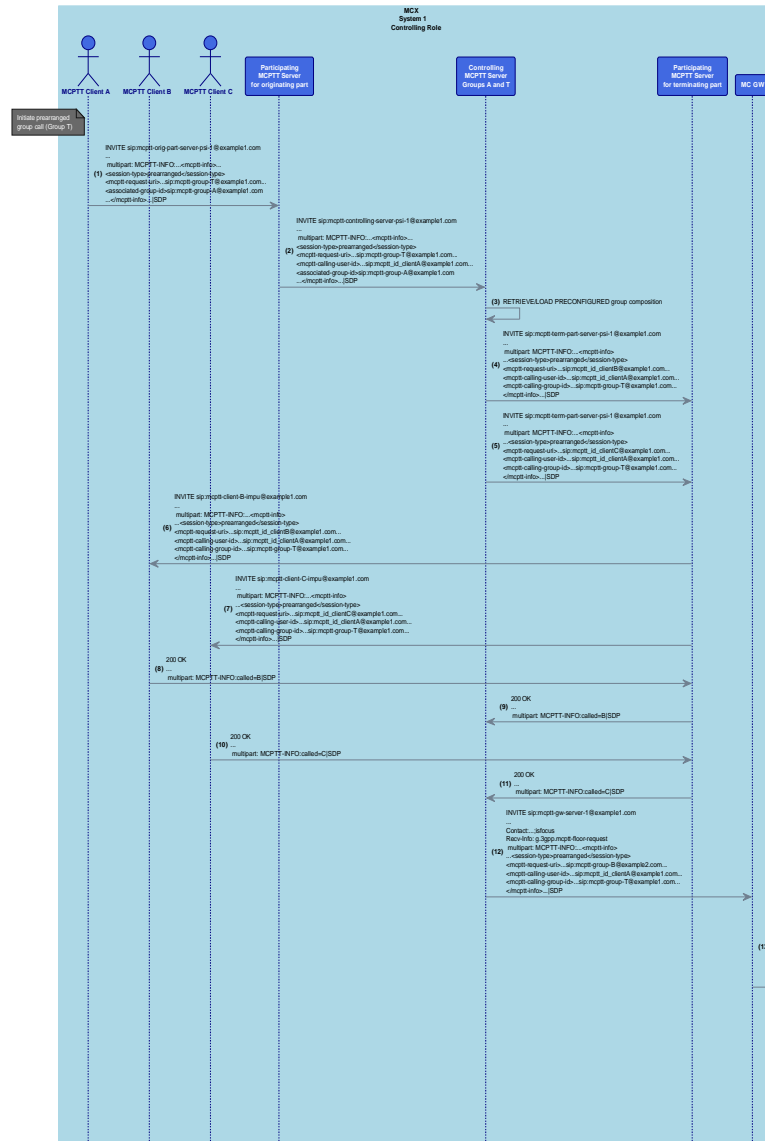 MCX
System 1
Controlling Role
MCPTT Client A
MCPTT Client B
MCPTT Client C
Participating
MCPTT Server
for originating part
Controlling
MCPTT Server
Groups A and T
Participating
MCPTT Server
for terminating part
MC GW
Initiate prearranged
group call (Group T)
INVITE sip:mcptt-orig-part-server-psi-1@example1.com
...
multipart: MCPTT-INFO:...<mcptt-info>...
(1) <session-type>prearranged</session-type>
<mcptt-request-uri>...sip:mcptt-group-T@example1.com...
<associated-group-id>sip:mcptt-group-A@example1.com
...</mcptt-info>...|SDP
INVITE sip:mcptt-controlling-server-psi-1@example1.com
...
multipart: MCPTT-INFO:...<mcptt-info>...
(2) <session-type>prearranged</session-type>
<mcptt-request-uri>...sip:mcptt-group-T@example1.com...
<mcptt-calling-user-id>...sip:mcptt_id_clientA@example1.com...
<associated-group-id>sip:mcptt-group-A@example1.com
...</mcptt-info>...|SDP
(3) RETRIEVE/LOAD PRECONFIGURED group composition
INVITE sip:mcptt-term-part-server-psi-1@example1.com
...
multipart: MCPTT-INFO:...<mcptt-info>
...<session-type>prearranged</session-type>
(4) <mcptt-request-uri>...sip:mcptt_id_clientB@example1.com...
<mcptt-calling-user-id>...sip:mcptt_id_clientA@example1.com...
<mcptt-calling-group-id>...sip:mcptt-group-T@example1.com...
</mcptt-info>...|SDP
INVITE sip:mcptt-term-part-server-psi-1@example1.com
...
multipart: MCPTT-INFO:...<mcptt-info>
...<session-type>prearranged</session-type>
(5) <mcptt-request-uri>...sip:mcptt_id_clientC@example1.com...
<mcptt-calling-user-id>...sip:mcptt_id_clientA@example1.com...
<mcptt-calling-group-id>...sip:mcptt-group-T@example1.com...
</mcptt-info>...|SDP
INVITE sip:mcptt-client-B-impu@example1.com
...
multipart: MCPTT-INFO:...<mcptt-info>
...<session-type>prearranged</session-type>
(6) <mcptt-request-uri>...sip:mcptt_id_clientB@example1.com...
<mcptt-calling-user-id>...sip:mcptt_id_clientA@example1.com...
<mcptt-calling-group-id>...sip:mcptt-group-T@example1.com...
</mcptt-info>...|SDP
INVITE sip:mcptt-client-C-impu@example1.com
...
multipart: MCPTT-INFO:...<mcptt-info>
...<session-type>prearranged</session-type>
(7) <mcptt-request-uri>...sip:mcptt_id_clientC@example1.com...
<mcptt-calling-user-id>...sip:mcptt_id_clientA@example1.com...
<mcptt-calling-group-id>...sip:mcptt-group-T@example1.com...
</mcptt-info>...|SDP
200 OK
(8) ...
multipart: MCPTT-INFO:called=B|SDP
200 OK
(9) ...
multipart: MCPTT-INFO:called=B|SDP
200 OK
(10) ...
multipart: MCPTT-INFO:called=C|SDP
200 OK
(11) ...
multipart: MCPTT-INFO:called=C|SDP
INVITE sip:mcptt-gw-server-1@example1.com
...
Contact:...;isfocus
Recv-Info: g.3gpp.mcptt-floor-request
(12) multipart: MCPTT-INFO:...<mcptt-info>
...<session-type>prearranged</session-type>
<mcptt-request-uri>...sip:mcptt-group-B@example2.com...
<mcptt-calling-user-id>...sip:mcptt_id_clientA@example1.com...
<mcptt-calling-group-id>...sip:mcptt-group-T@example1.com...
</mcptt-info>...|SDP